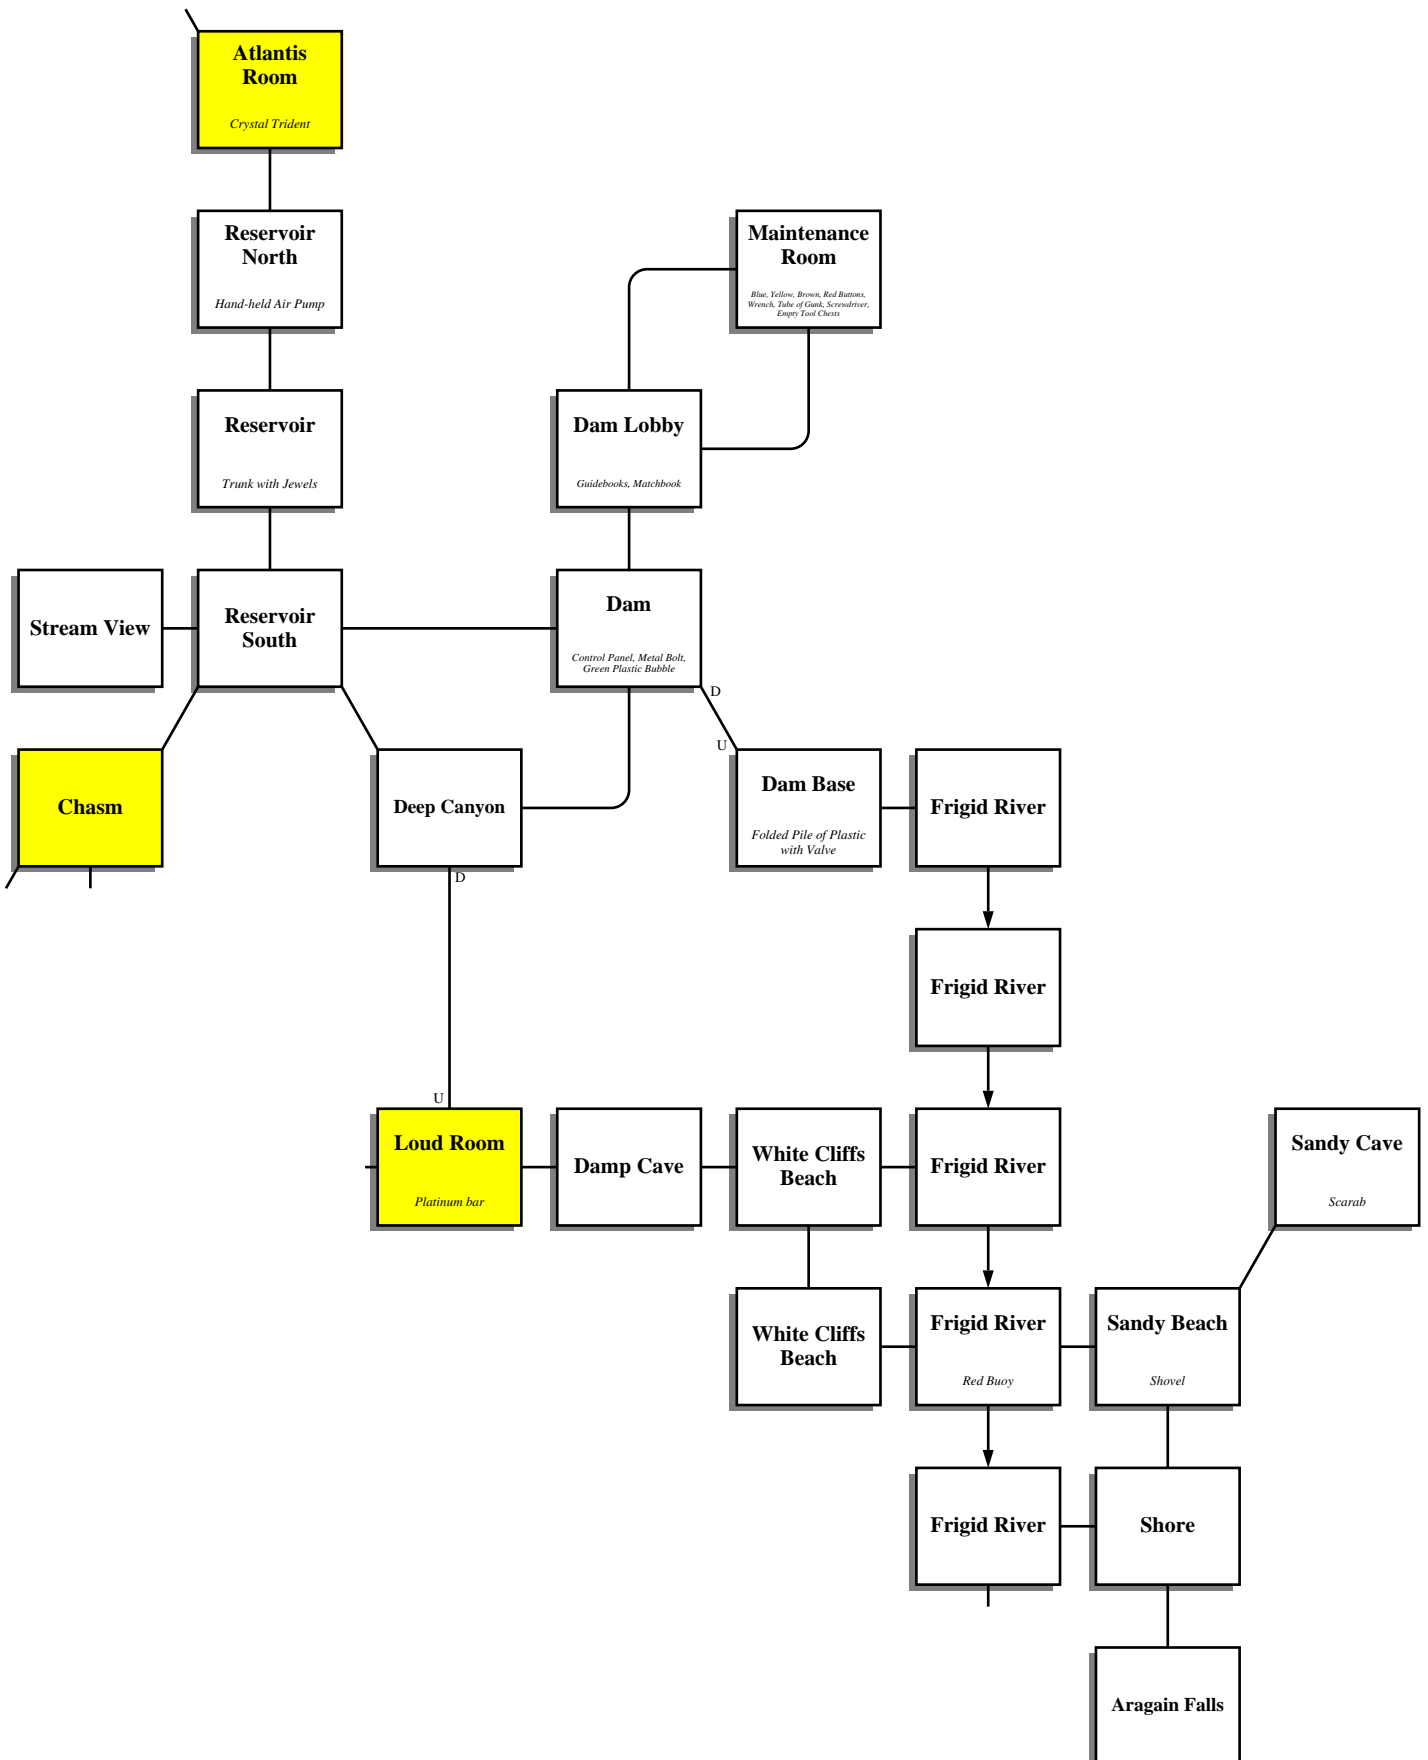 Atlantis
Room
Crystal Trident
Reservoir
North
Hand-held Air Pump
Maintenance
Room
Blue, Yellow, Brown, Red Buttons,
Wrench, Tube of Gunk, Screwdriver,
Empty Tool Chests
Reservoir
Trunk with Jewels
Dam Lobby
Guidebooks, Matchbook
Stream View
Reservoir
South
Dam
Control Panel, Metal Bolt,
Green Plastic Bubble
D
U
Chasm
Deep Canyon
D
Dam Base
Folded Pile of Plastic
with Valve
Frigid River
Frigid River
U
Loud Room
Platinum bar
Damp Cave
White Cliffs
Beach
Frigid River
Sandy Cave
Scarab
White Cliffs
Beach
Frigid River
Red Buoy
Sandy Beach
Shovel
Frigid River
Shore
Aragain Falls